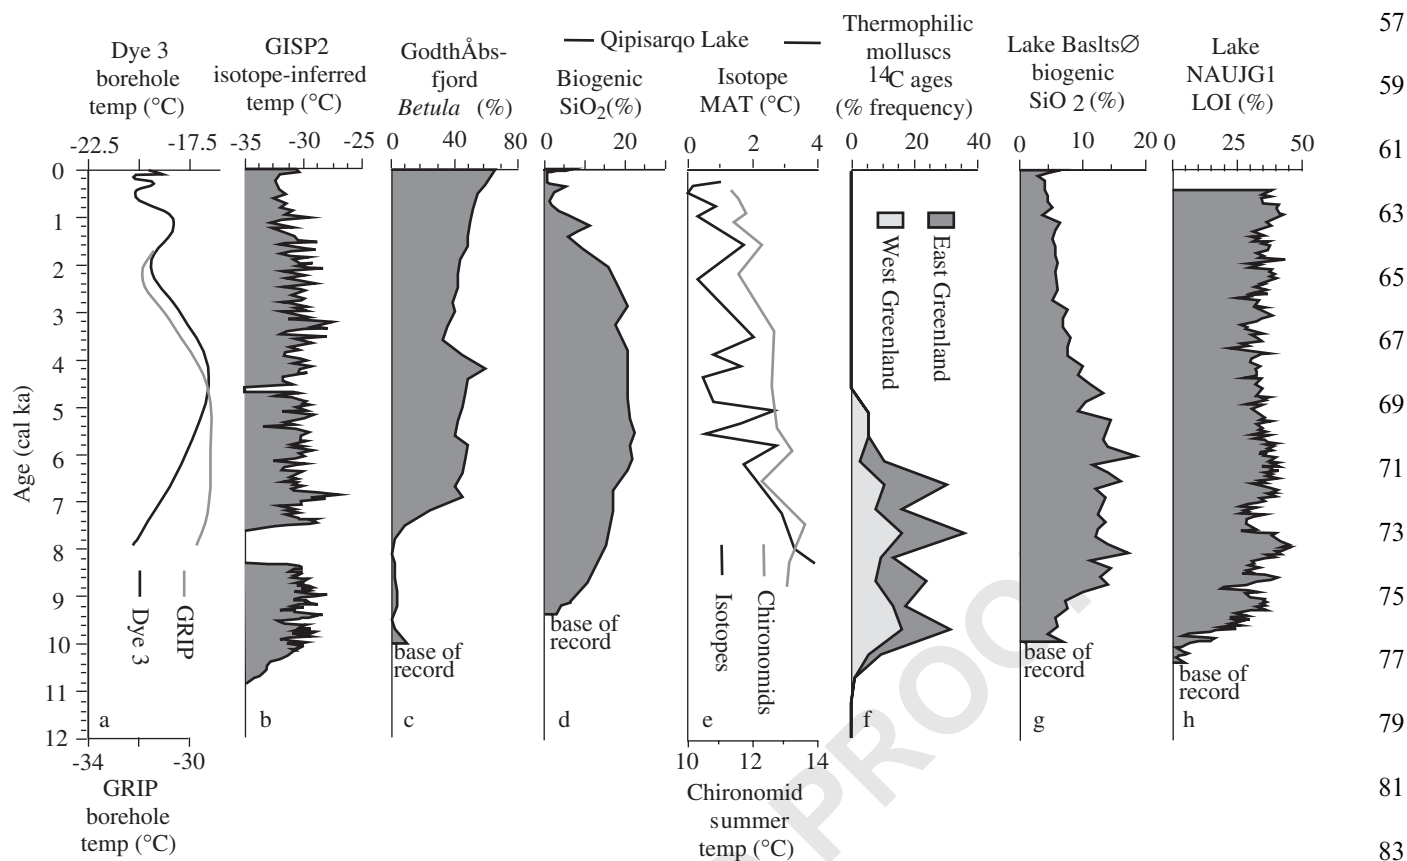 57
Qipisarqo Lake
Thermophilic
molluscs
14C ages
(% frequency)
Dye 3
borehole
temp (°C)
GISP2
isotope-inferred
temp (°C)
GodthÅbs-
fjord
Betula (%)
Biogenic
SiO2(%)
Isotope
MAT (°C)
Lake BasltsØ
biogenic
SiO 2 (%)
Lake
NAUJG1
LOI (%)
59
-22.5 -17.5 -35 -30 -25 0 40 80 0 20 0 2 4 0 20 40 0 10 20 0 25 50
61
0
1
2
3
4
5
6
7
8
9
10
11
12
Age (cal ka)
West Greenland
East Greenland
63
65
67
69
71
73
75
77
79
81
83
Dye 3
GRIP
base of
record
base of
record
Isotopes
Chironomids
base of
record
base of
record
a b c d e f g h
-34 -30
GRIP
borehole
temp (°C)
10 12 14
Chironomid
summer
temp (°C)
PROO